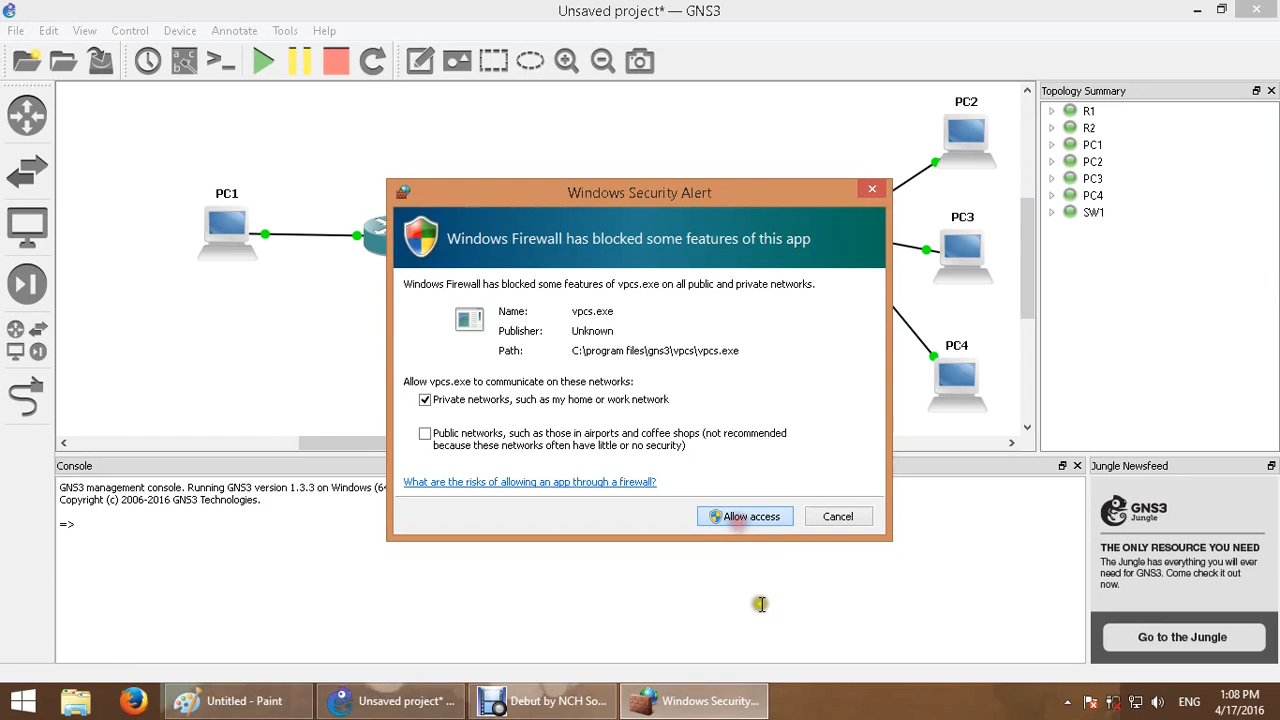 Unsaved project* — GNS3
File Edit View Control Device Annotate Tools Help
Topology Summary
R1
R2
PC1
PC2
PC3
PC4
SW1
PC1
PC2
PC3
PC4
Windows Security Alert
Windows Firewall has blocked some features of this app
Windows Firewall has blocked some features of vpcs.exe on all public and private networks.
Name: vpcs.exe
Publisher: Unknown
Path: C:\program files\gns3\vpcs\vpcs.exe
Allow vpcs.exe to communicate on these networks:
Private networks, such as my home or work network
Public networks, such as those in airports and coffee shops (not recommended
because these networks often have little or no security)
What are the risks of allowing an app through a firewall?
Allow access Cancel
Console
GNS3 management console. Running GNS3 version 1.3.3 on Windows (64
Copyright (c) 2006-2016 GNS3 Technologies.
=>
Jungle Newsfeed
GNS3
Jungle
THE ONLY RESOURCE YOU NEED
The Jungle has everything you will ever
need for GNS3. Come check it out
now.
Go to the Jungle
Untitled - Paint Unsaved project* ... Debut by NCH So... Windows Security... ENG 1:08 PM
4/17/2016